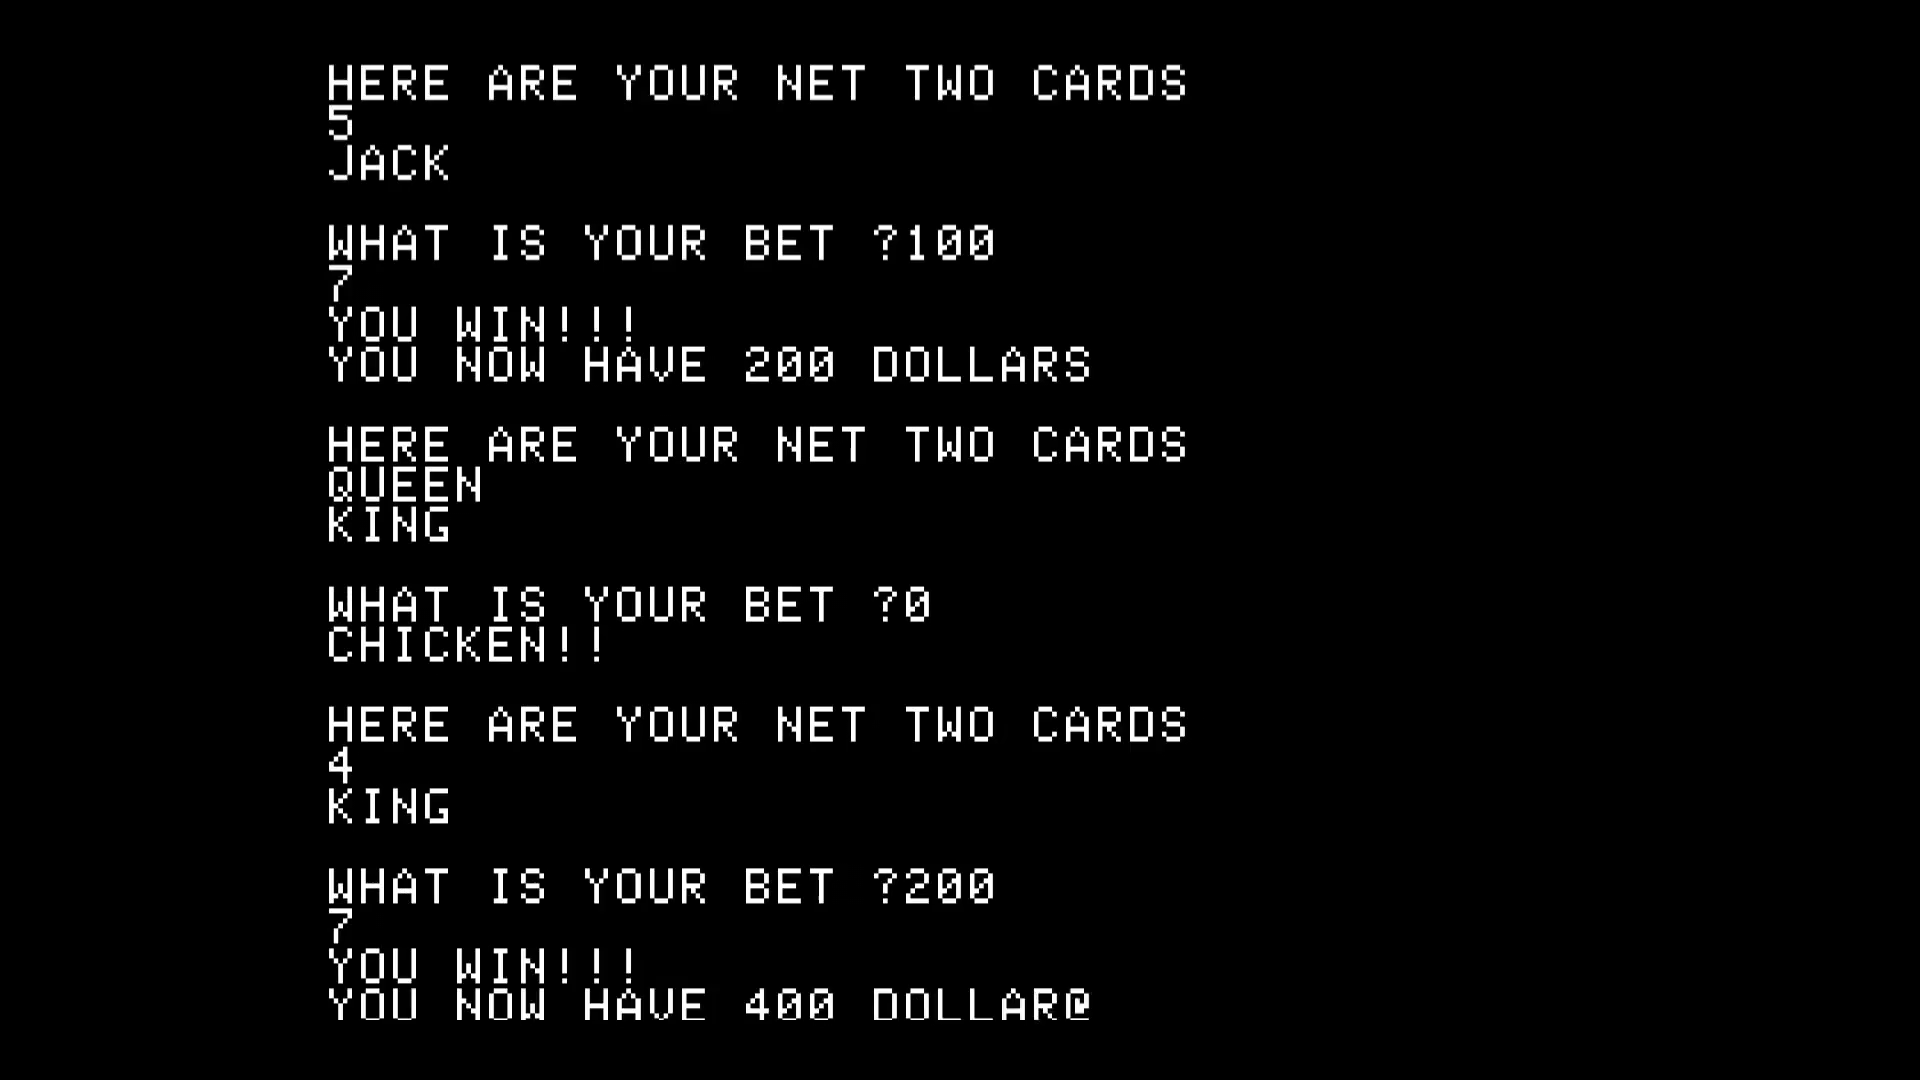 HERE ARE YOUR NET TWO CARDS
5
JACK
WHAT IS YOUR BET ?100
7
YOU WIN!!!
YOU NOW HAVE 200 DOLLARS
HERE ARE YOUR NET TWO CARDS
QUEEN
KING
WHAT IS YOUR BET ?0
CHICKEN!!
HERE ARE YOUR NET TWO CARDS
4
KING
WHAT IS YOUR BET ?200
7
YOU WIN!!!
YOU NOW HAVE 400 DOLLAR@